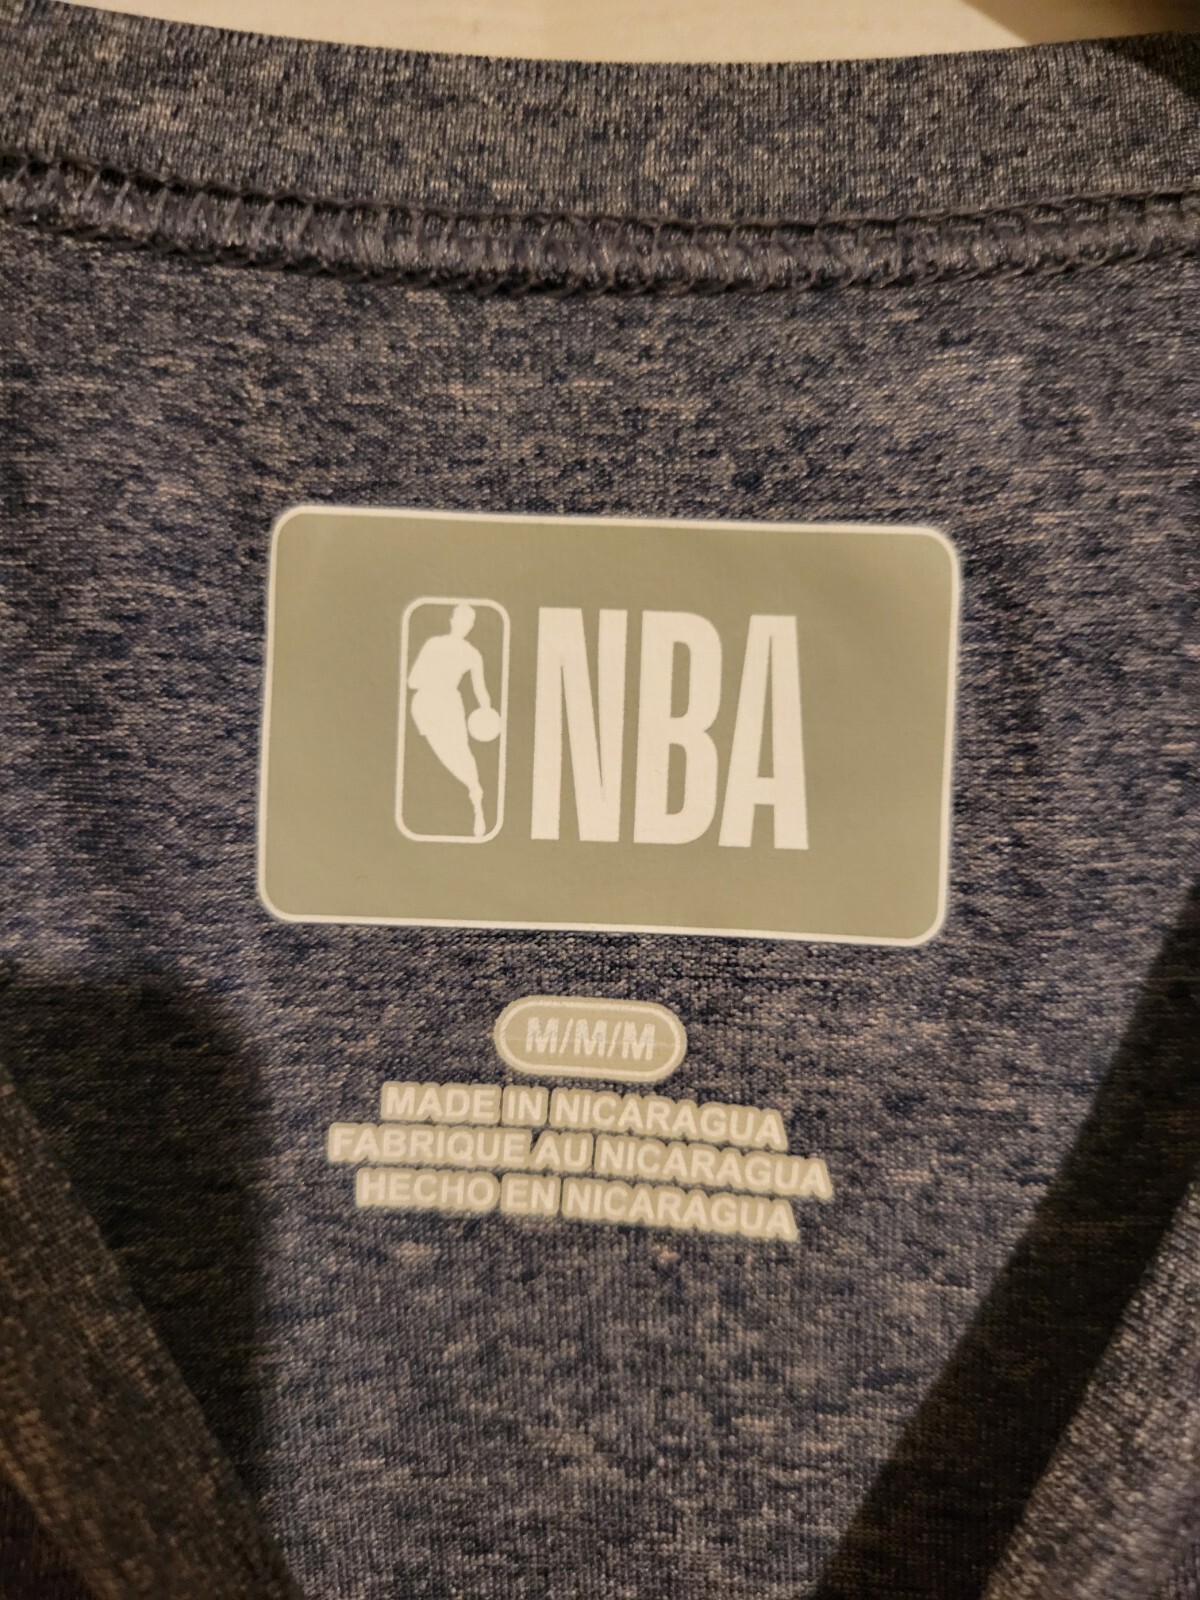 NBA
M/M/M
MADE IN NICARAGUA
FABRIQUE AU NICARAGUA
HECHO EN NICARAGUA